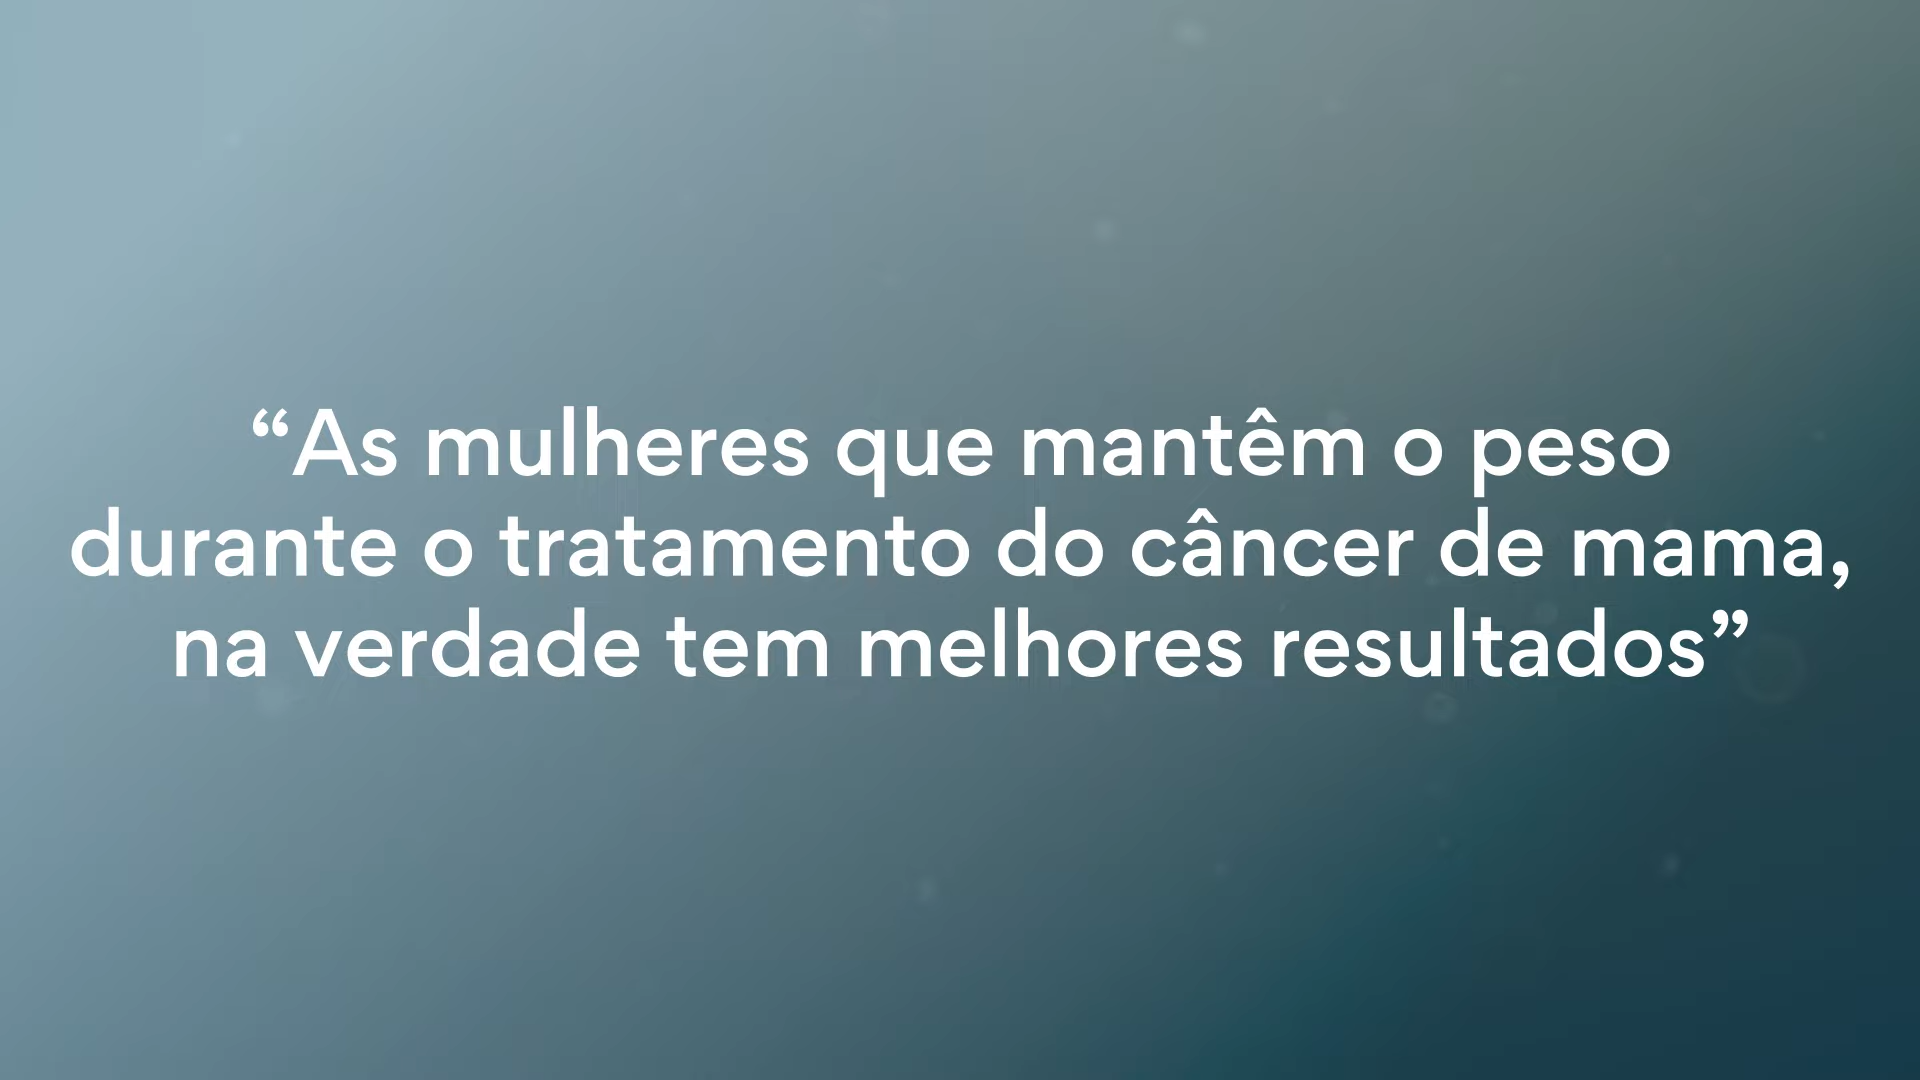 “As mulheres que mantêm o peso
durante o tratamento do câncer de mama,
na verdade tem melhores resultados”